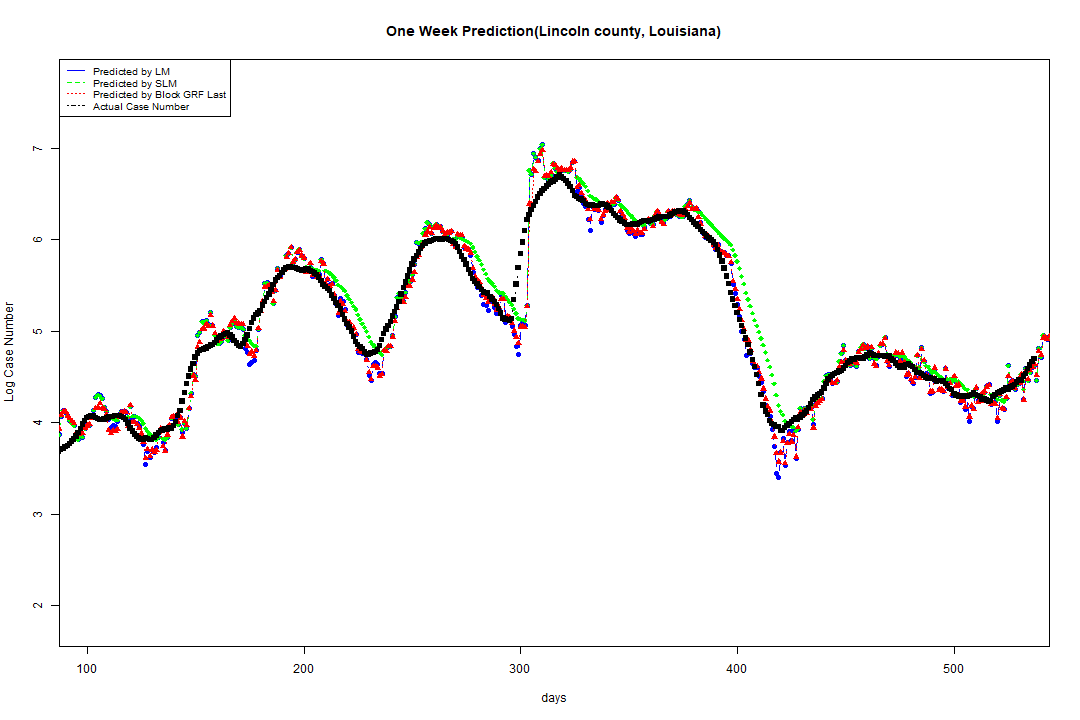 One Week Prediction(Lincoln county, Louisiana)
Predicted by LM
Predicted by SLM
Predicted by Block GRF Last
Actual Case Number
7
6
5
4
3
2
Log Case Number
100 200 300 400 500
days